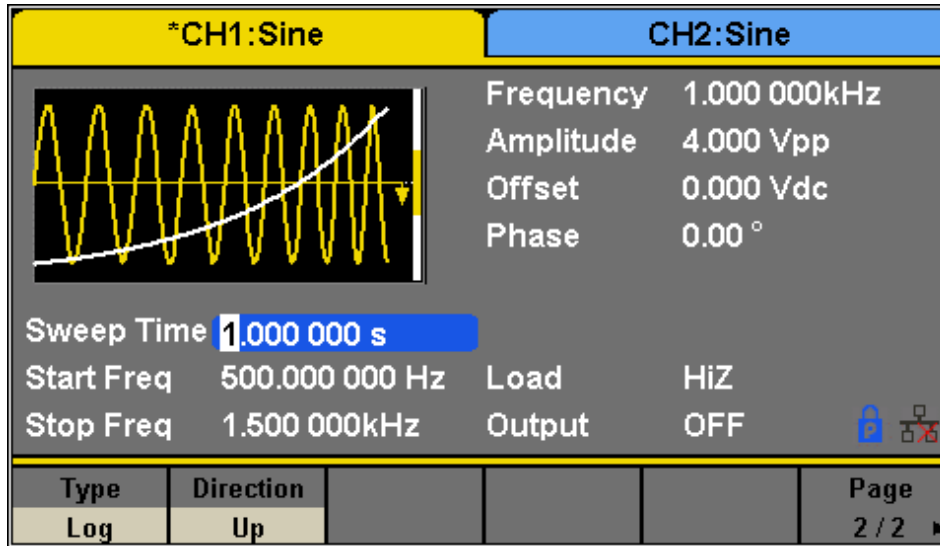 *CH1:Sine CH2:Sine
Frequency 1.000 000kHz
Amplitude 4.000 Vpp
Offset 0.000 Vdc
Phase 0.00 °
Sweep Time 1.000 000 s
Start Freq 500.000 000 Hz Load HiZ
Stop Freq 1.500 000kHz Output OFF
P
Type Direction Page
Log Up 2 / 2